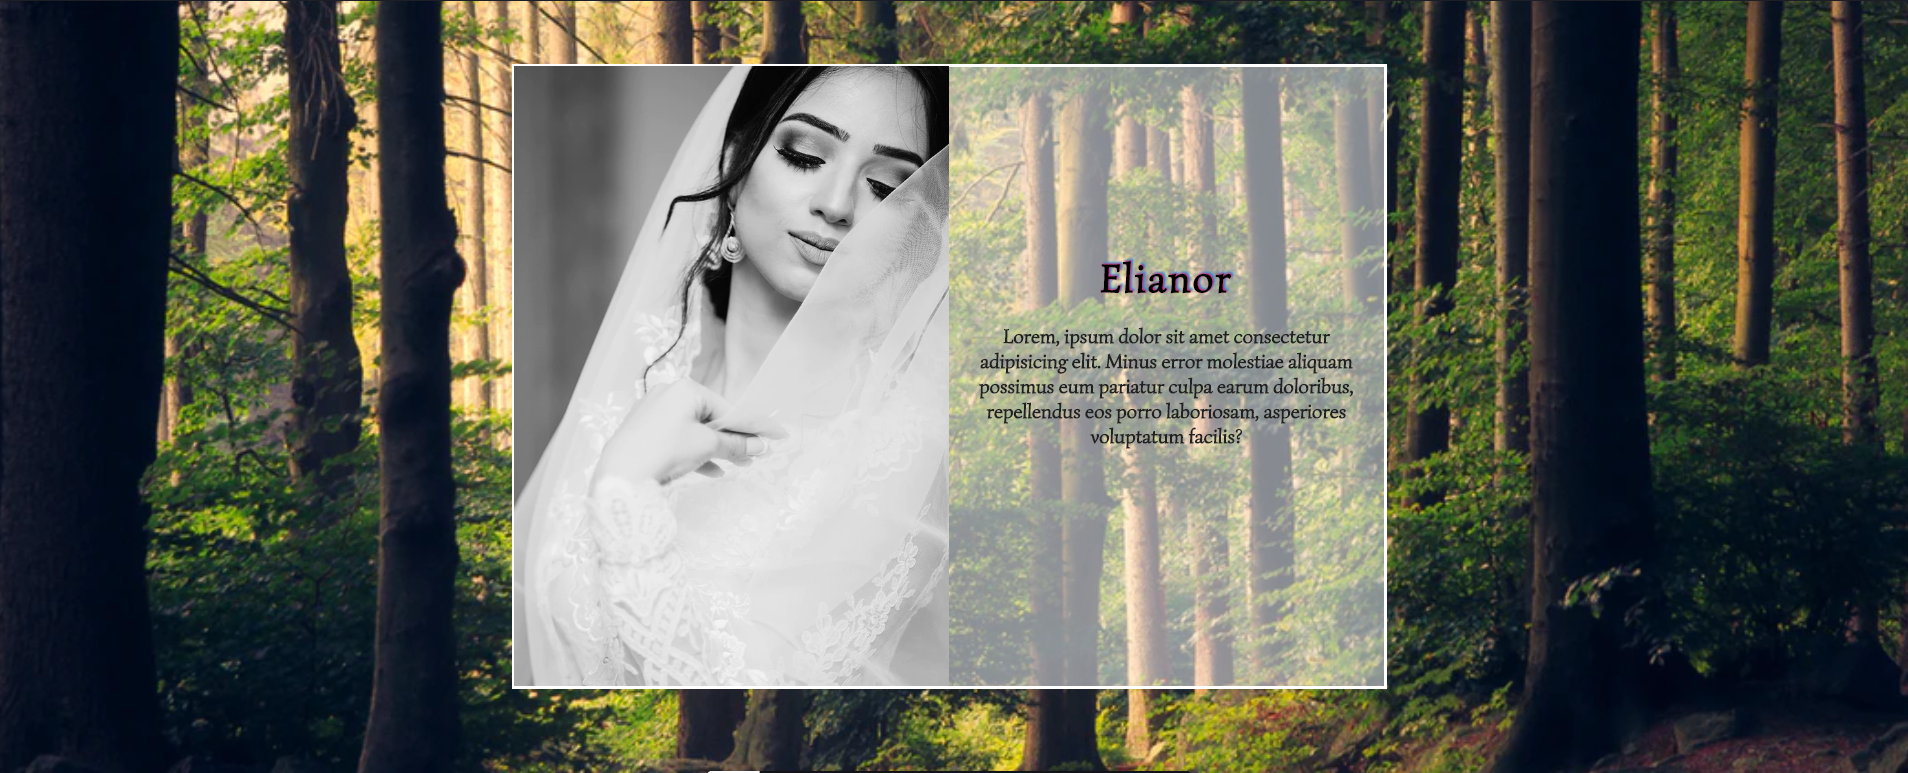 Elianor
Lorem, ipsum dolor sit amet consectetur
adipisicing elit. Minus error molestiae aliquam
possimus eum pariatur culpa earum doloribus,
repellendus eos porro laboriosam, asperiores
voluptatum facilis?